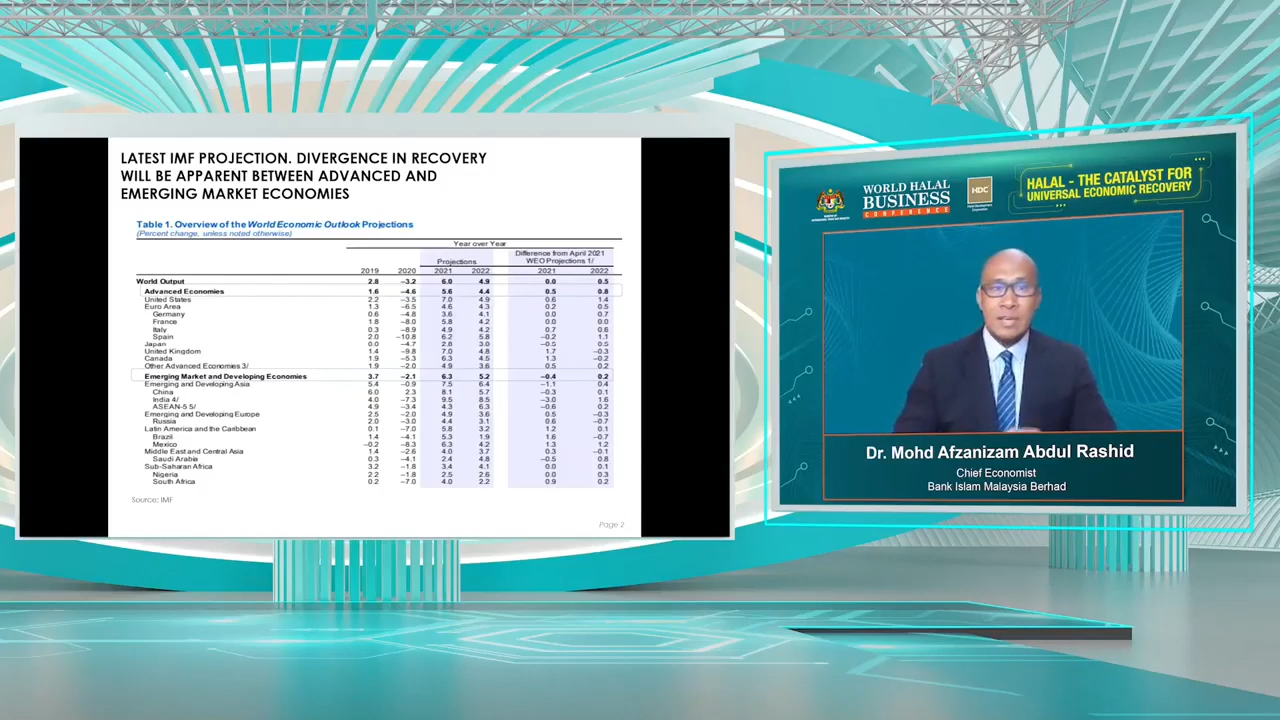 LATEST IMF PROJECTION. DIVERGENCE IN RECOVERY
WILL BE APPARENT BETWEEN ADVANCED AND
EMERGING MARKET ECONOMIES
Table 1. Overview of the World Economic Outlook Projections
(Percent change, unless noted otherwise)
Year over Year
Difference from April 2021
Projections WEO Projections 1/
2019 2020 2021 2022 2021 2022
World Output 2.8 –3.2 6.0 4.9 0.0 0.5
Advanced Economies 1.6 –4.6 5.6 4.4 0.5 0.8
United States 2.2 –3.5 7.0 4.9 0.6 1.4
Euro Area 1.3 –6.5 4.6 4.3 0.2 0.5
Germany 0.6 –4.8 3.6 4.1 0.0 0.7
France 1.8 –8.0 5.8 4.2 0.0 0.0
Italy 0.3 –8.9 4.9 4.2 0.7 0.6
Spain 2.0 –10.8 6.2 5.8 –0.2 1.1
Japan 0.0 –4.7 2.8 3.0 –0.5 0.5
United Kingdom 1.4 –9.8 7.0 4.8 1.7 –0.3
Canada 1.9 –5.3 6.3 4.5 1.3 –0.2
Other Advanced Economies 3/ 1.9 –2.0 4.9 3.6 0.5 0.2
Emerging Market and Developing Economies 3.7 –2.1 6.3 5.2 –0.4 0.2
Emerging and Developing Asia 5.4 –0.9 7.5 6.4 –1.1 0.4
China 6.0 2.3 8.1 5.7 –0.3 0.1
India 4/ 4.0 –7.3 9.5 8.5 –3.0 1.6
ASEAN-5 5/ 4.9 –3.4 4.3 6.3 –0.6 0.2
Emerging and Developing Europe 2.5 –2.0 4.9 3.6 0.5 –0.3
Russia 2.0 –3.0 4.4 3.1 0.6 –0.7
Latin America and the Caribbean 0.1 –7.0 5.8 3.2 1.2 0.1
Brazil 1.4 –4.1 5.3 1.9 1.6 –0.7
Mexico –0.2 –8.3 6.3 4.2 1.3 1.2
Middle East and Central Asia 1.4 –2.6 4.0 3.7 0.3 –0.1
Saudi Arabia 0.3 –4.1 2.4 4.8 –0.5 0.8
Sub-Saharan Africa 3.2 –1.8 3.4 4.1 0.0 0.1
Nigeria 2.2 –1.8 2.5 2.6 0.0 0.3
South Africa 0.2 –7.0 4.0 2.2 0.9 0.2
Source: IMF
Page 2
WORLD HALAL
BUSINESS
CONFERENCE
HDC
HALAL - THE CATALYST FOR
UNIVERSAL ECONOMIC RECOVERY
Dr. Mohd Afzanizam Abdul Rashid
Chief Economist
Bank Islam Malaysia Berhad